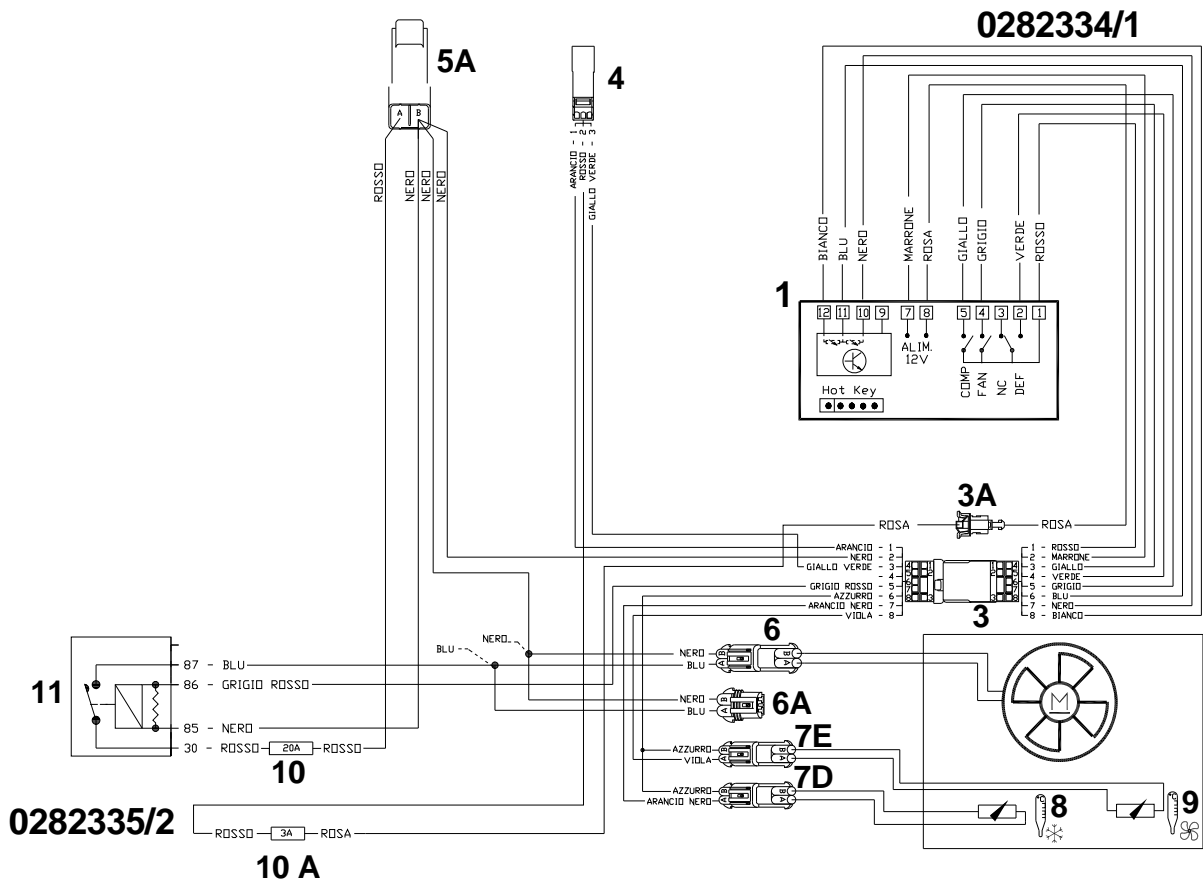 0282334/1
5A
4
A B
ARANCIO - 1
ROSSO - 2
GIALLO VERDE - 3
ROSSO
NERO
NERO
NERO
BIANCO
BLU
NERO
MARRONE
ROSA
GIALLO
GRIGIO
VERDE
ROSSO
1
12 11 10 9 7 8 5 4 3 2 1
ALIM.
12V
COMP
FAN
NC
DEF
Hot Key
3A
ROSA
ROSA
ARANCIO - 1
NERO - 2
GIALLO VERDE - 3
- 4
GRIGIO ROSSO - 5
AZZURRO - 6
ARANCIO NERO - 7
VIOLA - 8
1 - ROSSO
2 - MARRONE
3 - GIALLO
4 - VERDE
5 - GRIGIO
6 - BLU
7 - NERO
8 - BIANCO
3
6
NERO
BLU
NERO B
BLU A
B
A
11
87 - BLU
86 - GRIGIO ROSSO
85 - NERO
30 - ROSSO 20A ROSSO
10
NERO B
BLU A
6A
M
7E
AZZURRO B
VIOLA A
B
A
7D
AZZURRO B
ARANCIO NERO A
B
A
8
9
0282335/2
ROSSO 3A ROSA
10 A